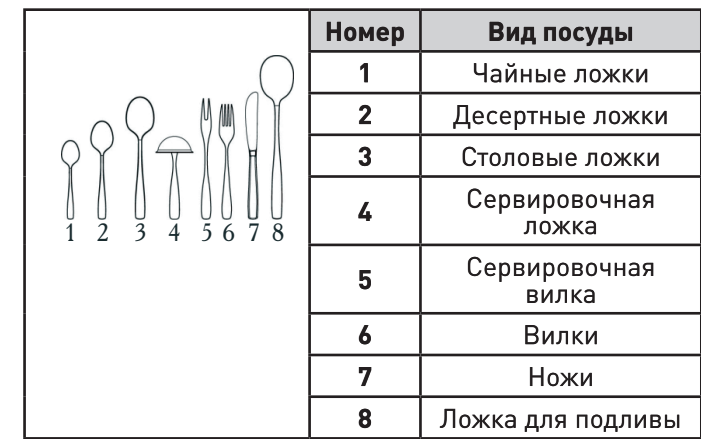 1 2 3 4 5 6 7 8
Номер Вид посуды
1 Чайные ложки
2 Десертные ложки
3 Столовые ложки
4 Сервировочная
ложка
5 Сервировочная
вилка
6 Вилки
7 Ножи
8 Ложка для подливы